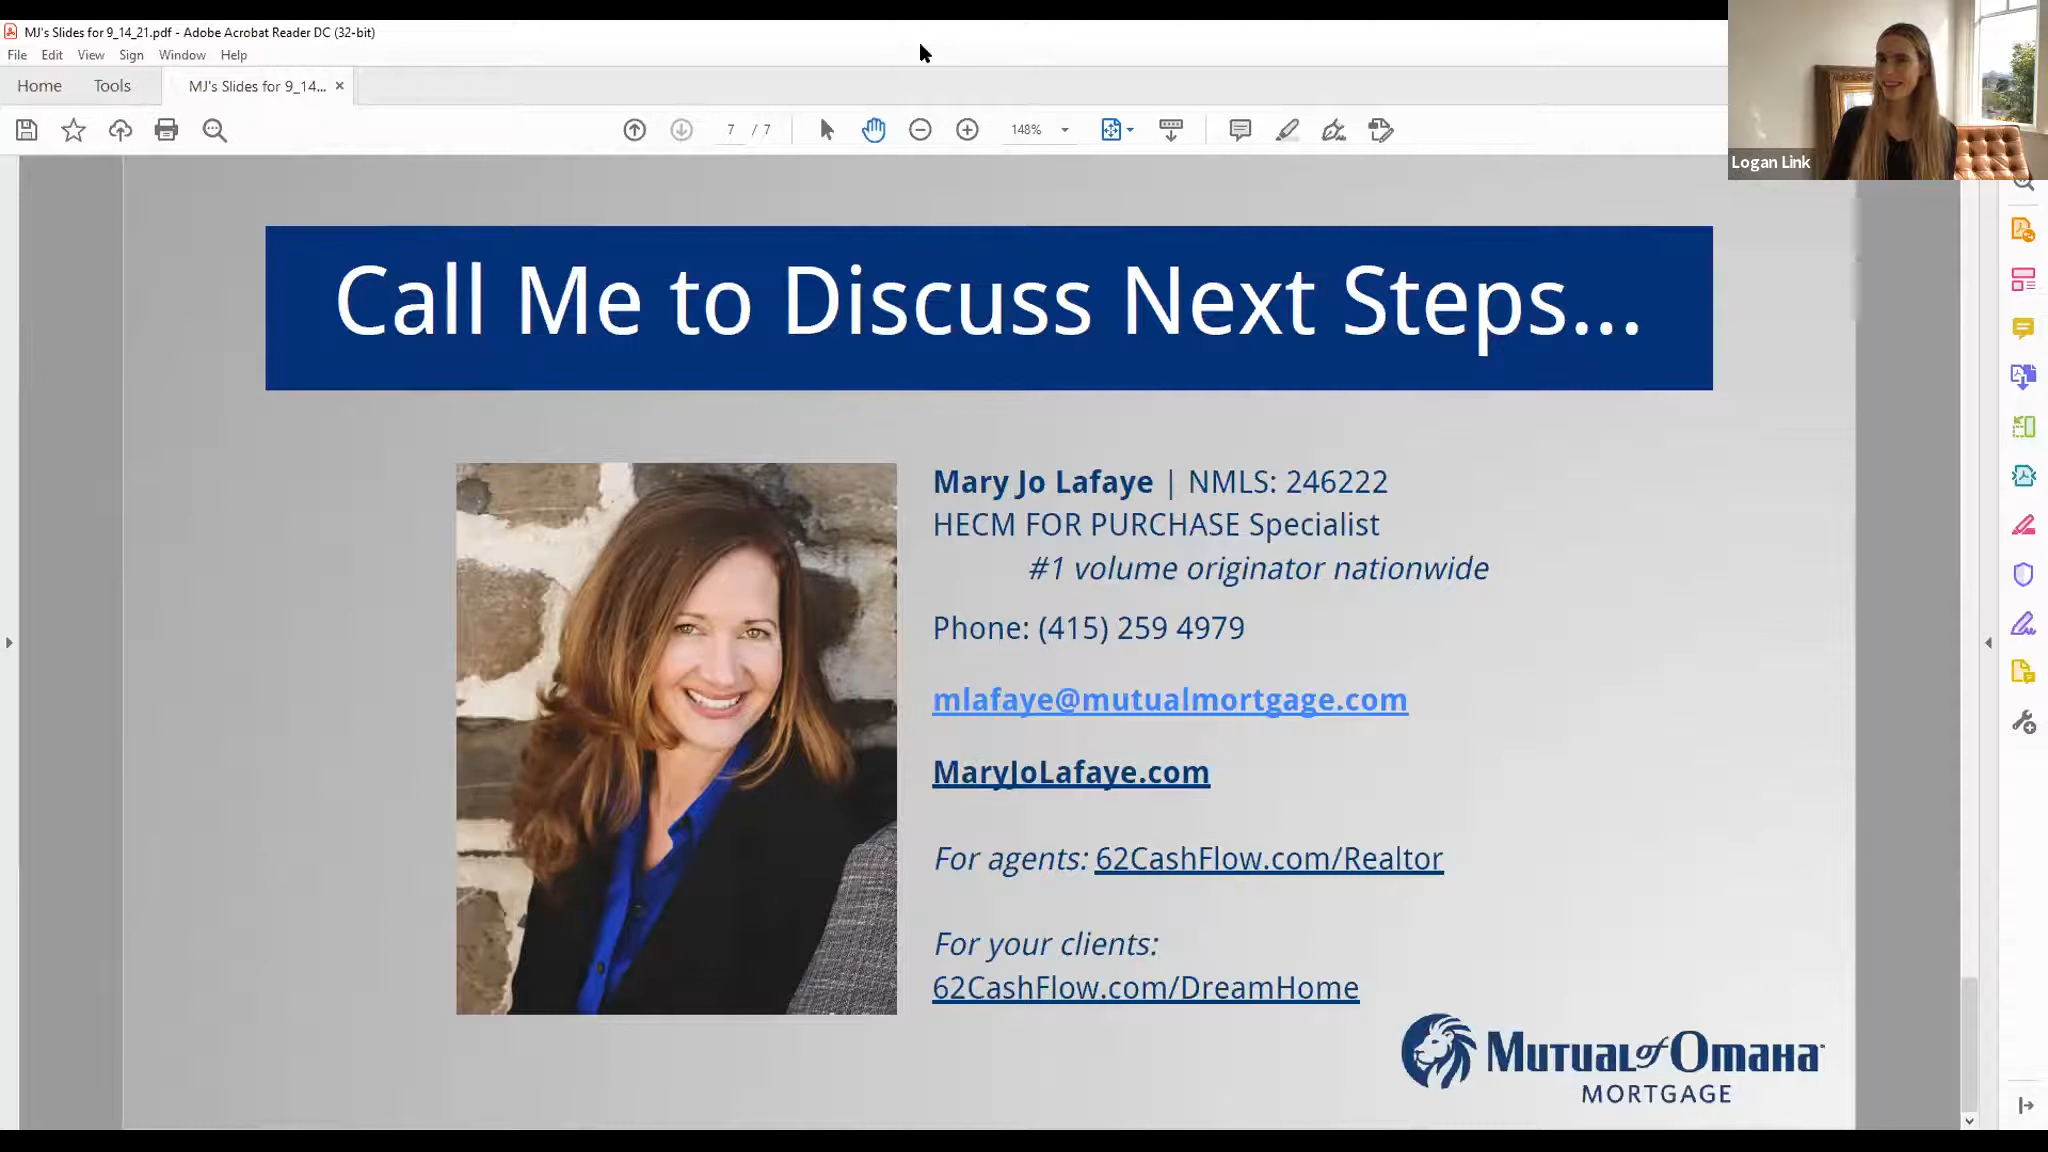 MJ's Slides for 9_14_21.pdf - Adobe Acrobat Reader DC (32-bit)
File Edit View Sign Window Help
Home Tools MJ's Slides for 9_14... ×
7 / 7 148%
Logan Link
Call Me to Discuss Next Steps...
Mary Jo Lafaye | NMLS: 246222
HECM FOR PURCHASE Specialist
#1 volume originator nationwide
Phone: (415) 259 4979
mlafaye@mutualmortgage.com
MaryJoLafaye.com
For agents: 62CashFlow.com/Realtor
For your clients:
62CashFlow.com/DreamHome
MUTUAL of OMAHA
MORTGAGE